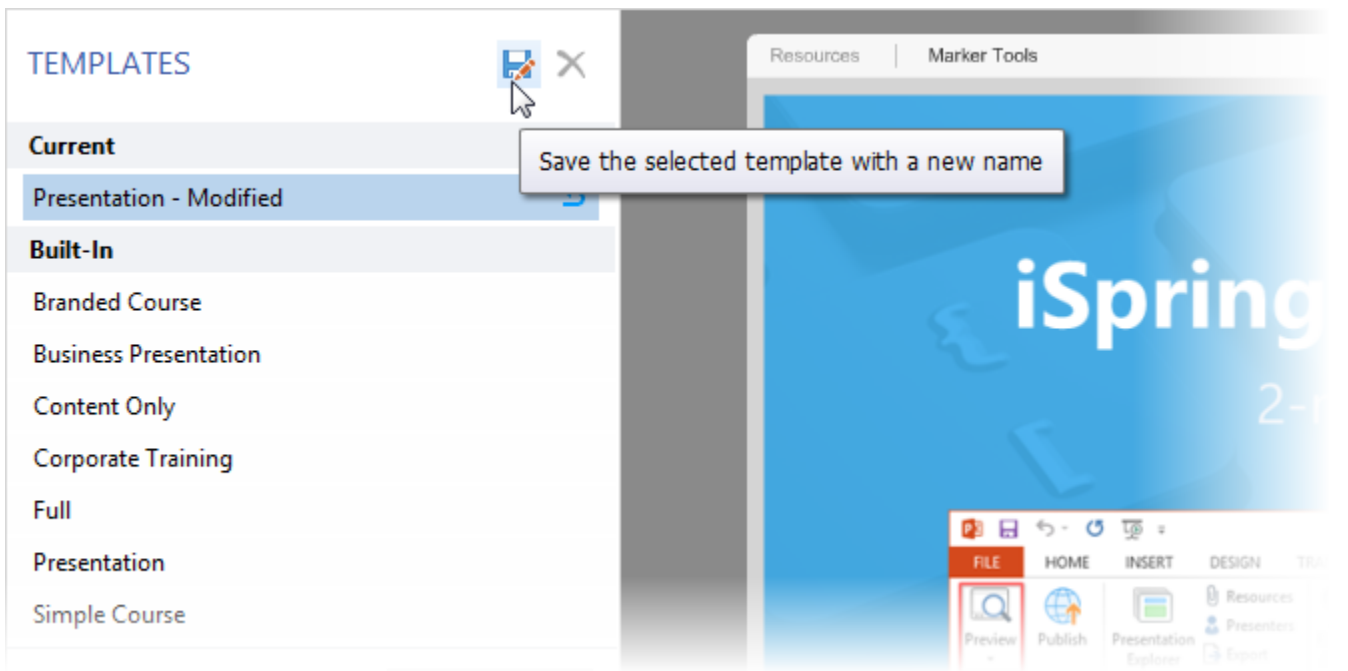 TEMPLATES
Save the selected template with a new name
Current
Presentation - Modified
Built-In
Branded Course
Business Presentation
Content Only
Corporate Training
Full
Presentation
Simple Course
Resources | Marker Tools
iSpring
2-
FILE HOME INSERT DESIGN
Preview Publish Presentation Explorer
Resources
Presenters
Export